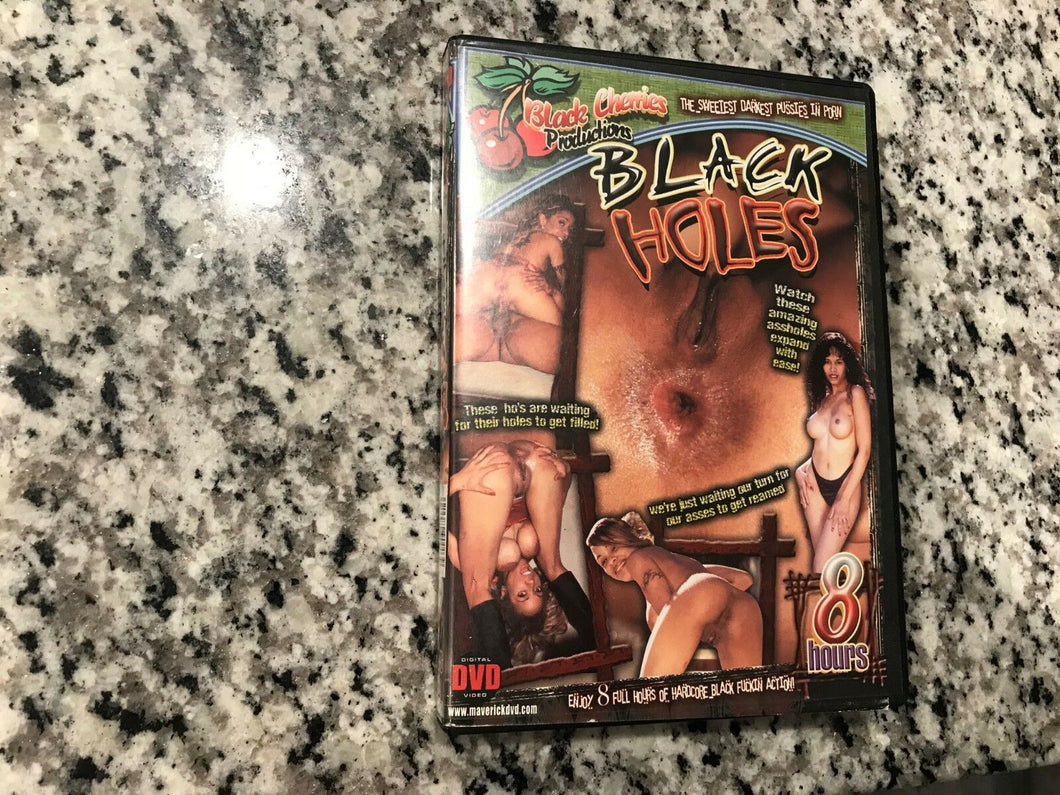 Black Cherries
Productions
THE SWEETEST DARKEST PUSSIES IN PORN
BLACK
HOLES
Watch
these
amazing
assholes
expand
with
ease!
These ho's are waiting
for their holes to get filled!
We're just waiting our turn for
our asses to get reamed
8
hours
DIGITAL
DVD
VIDEO
www.maverickdvd.com
ENJOY 8 FULL HOURS OF HARDCORE BLACK FUCKIN ACTION!